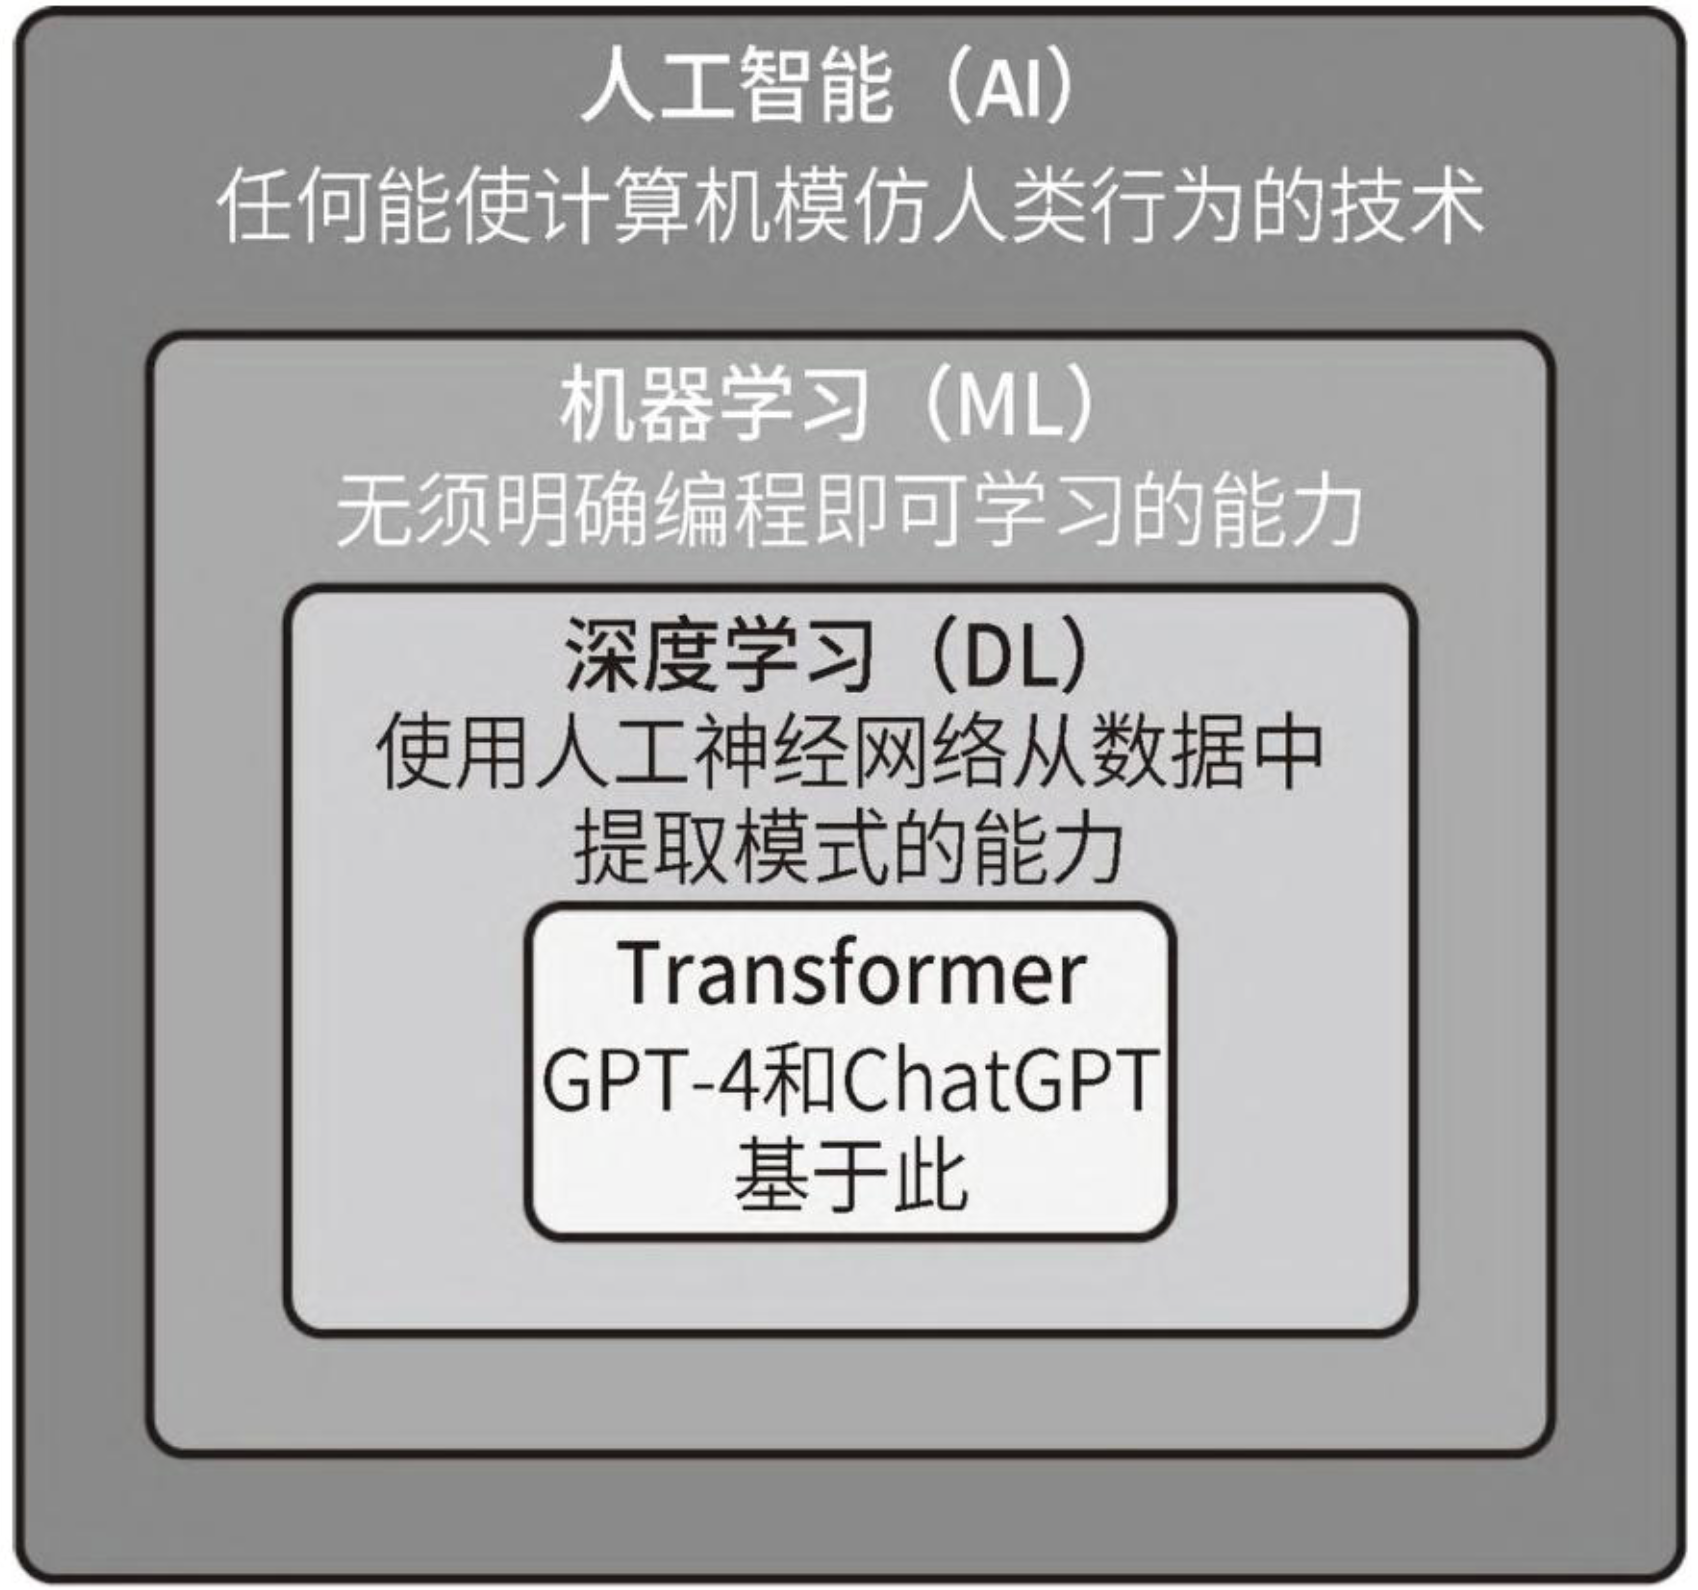 人工智能（AI）
任何能使计算机模仿人类行为的技术
机器学习（ML）
无须明确编程即可学习的能力
深度学习（DL）
使用人工神经网络从数据中
提取模式的能力
Transformer
GPT-4和ChatGPT
基于此